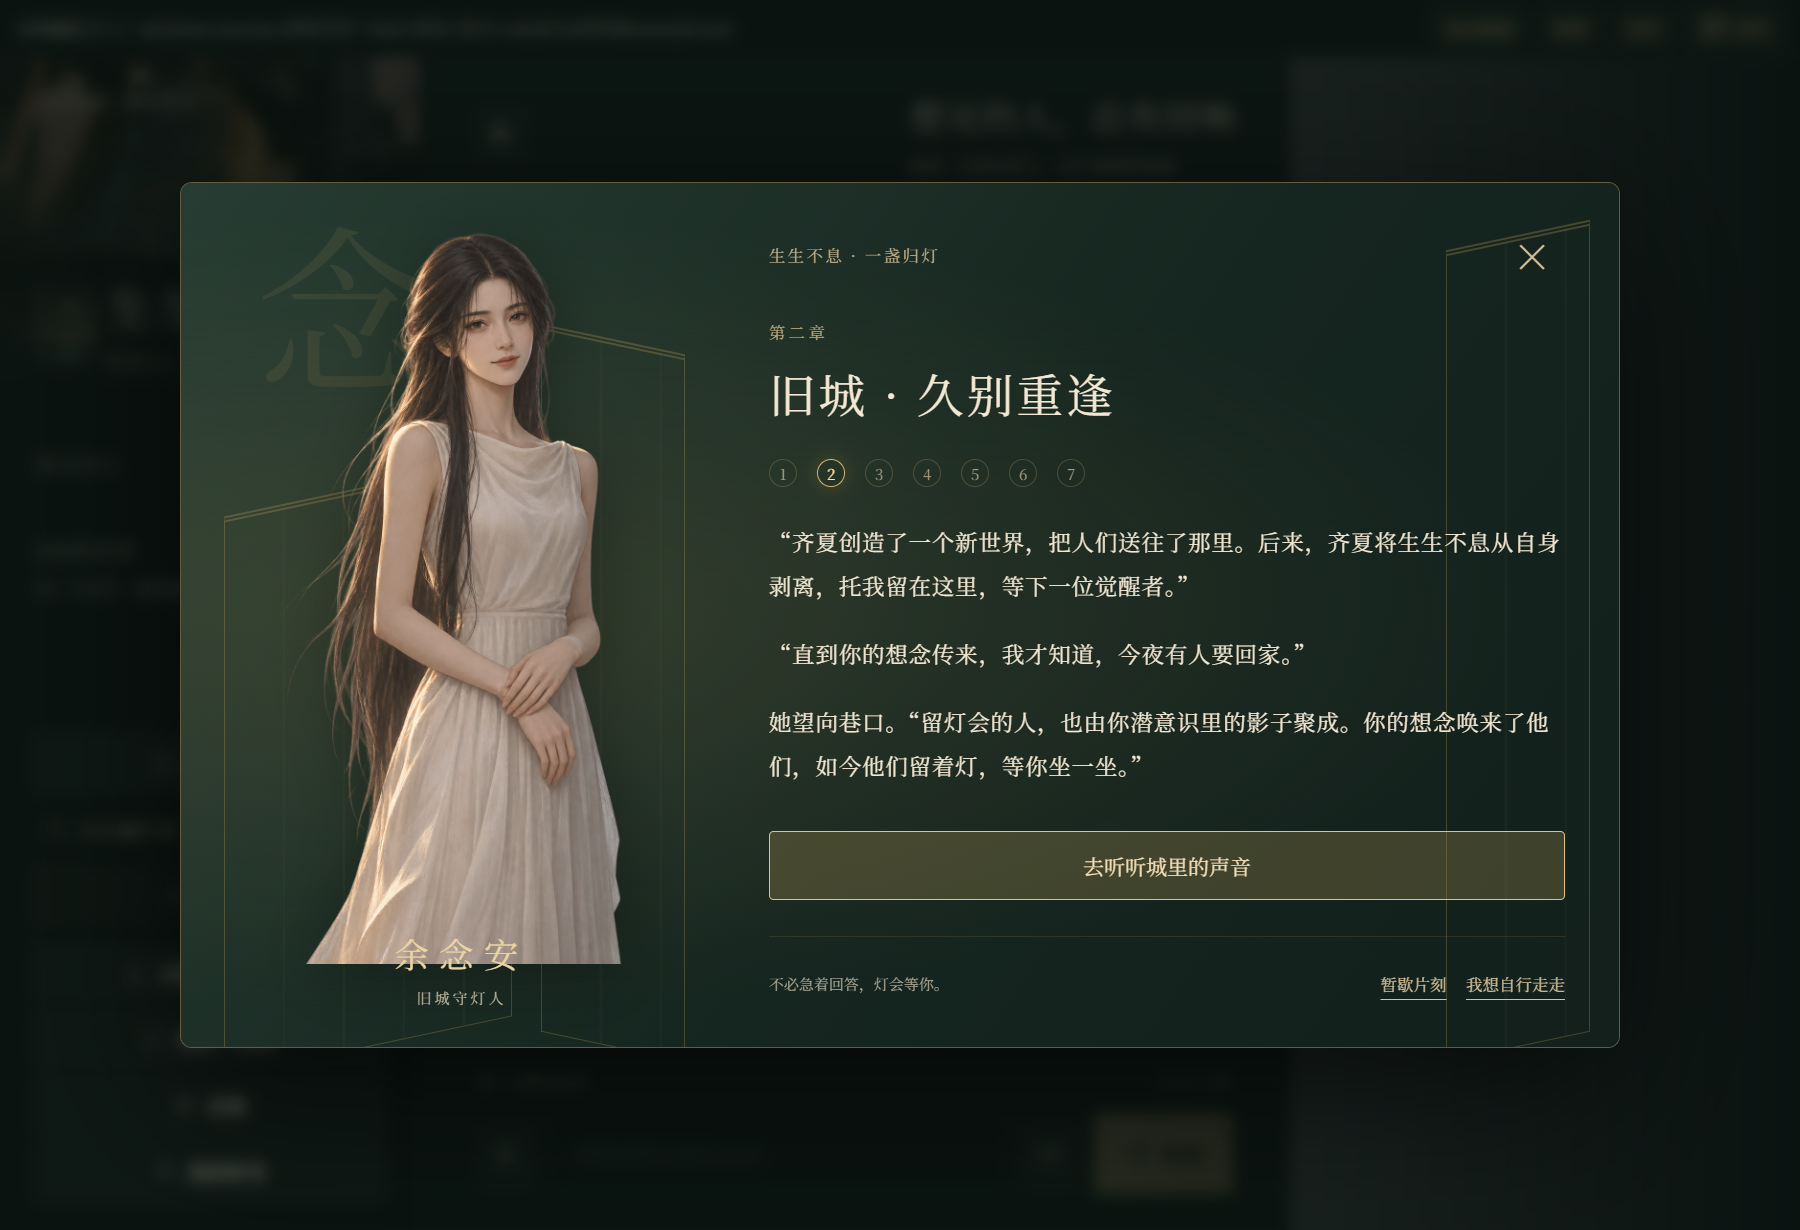 念
生生不息 · 一盏归灯
第二章
旧城 · 久别重逢
1 2 3 4 5 6 7
“齐夏创造了一个新世界，把人们送往了那里。后来，齐夏将生生不息从自身
剥离，托我留在这里，等下一位觉醒者。”
“直到你的想念传来，我才知道，今夜有人要回家。”
她望向巷口。“留灯会的人，也由你潜意识里的影子聚成。你的想念唤来了他
们，如今他们留着灯，等你坐一坐。”
去听听城里的声音
余念安
旧城守灯人
不必急着回答，灯会等你。
暂歇片刻 我想自行走走